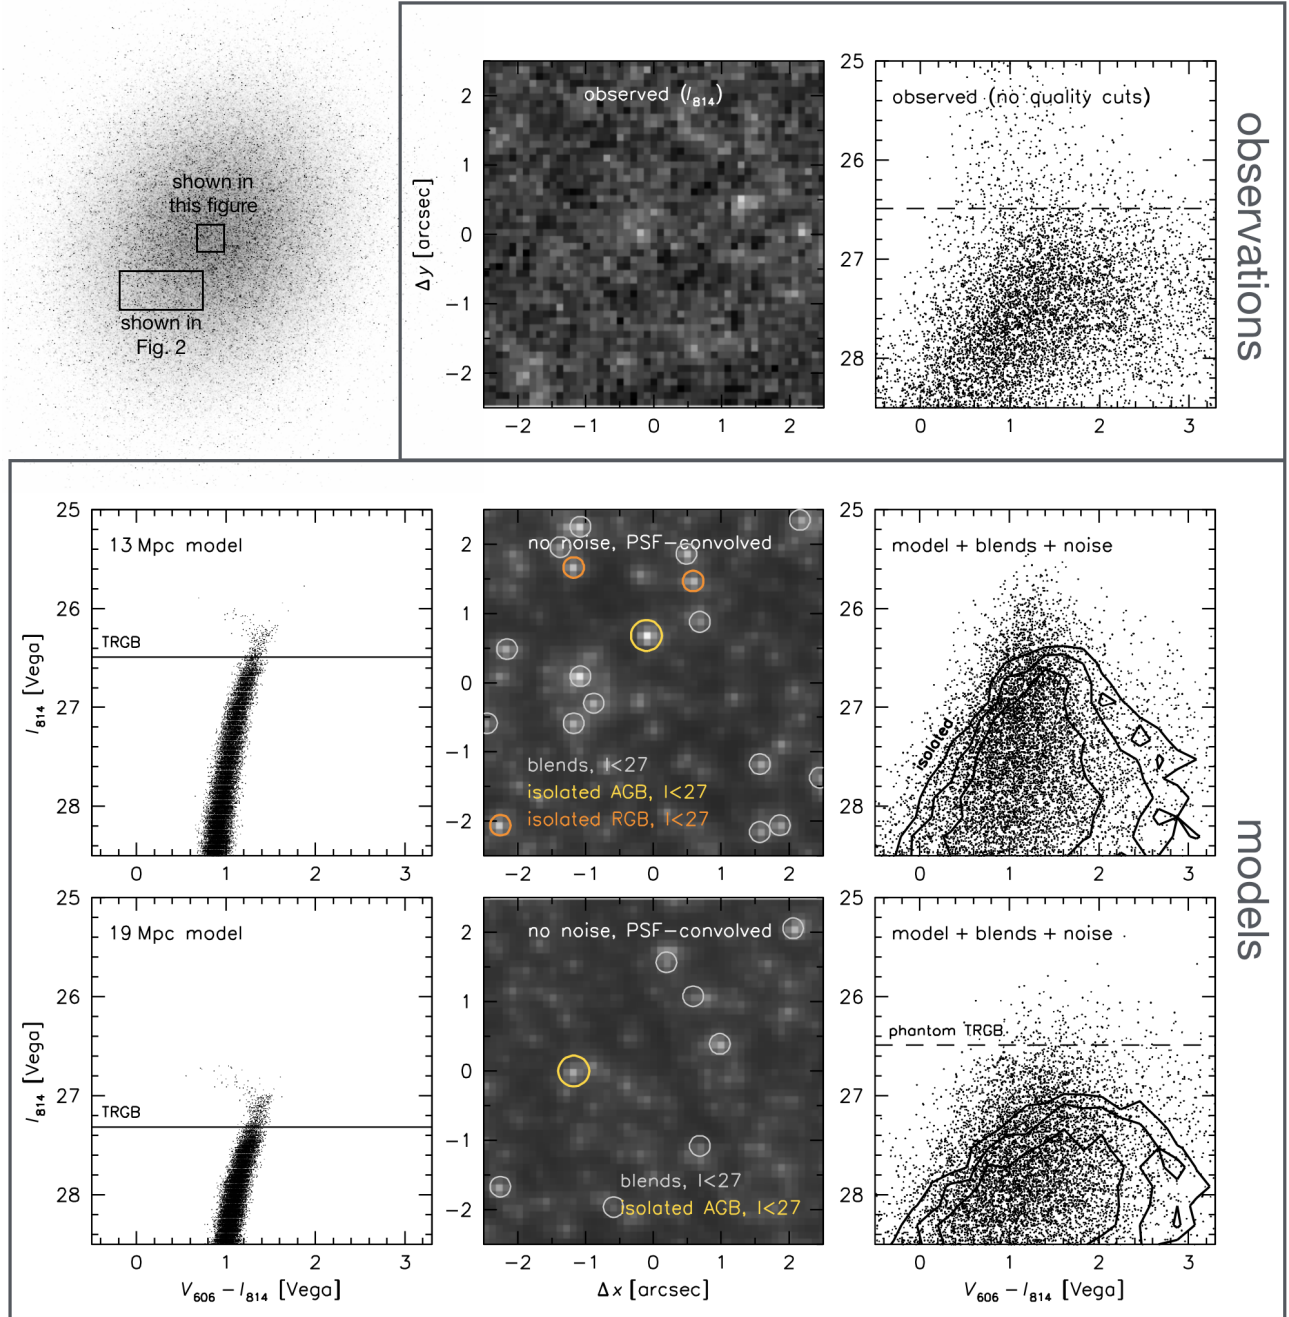 shown in
this figure
shown in
Fig. 2
observed (I814)
2
1
0
−1
−2
Δy [arcsec]
−2 −1 0 1 2
observed (no quality cuts)
25
26
27
28
0 1 2 3
observations
13 Mpc model
TRGB
25
26
27
28
I814 [Vega]
0 1 2 3
no noise, PSF−convolved
blends, I<27
isolated AGB, I<27
isolated RGB, I<27
2
1
0
−1
−2
−2 −1 0 1 2
model + blends + noise
isolated
25
26
27
28
0 1 2 3
models
19 Mpc model
TRGB
25
26
27
28
I814 [Vega]
0 1 2 3
V606 − I814 [Vega]
no noise, PSF−convolved
blends, I<27
isolated AGB, I<27
2
1
0
−1
−2
−2 −1 0 1 2
Δx [arcsec]
model + blends + noise
phantom TRGB
25
26
27
28
0 1 2 3
V606 − I814 [Vega]